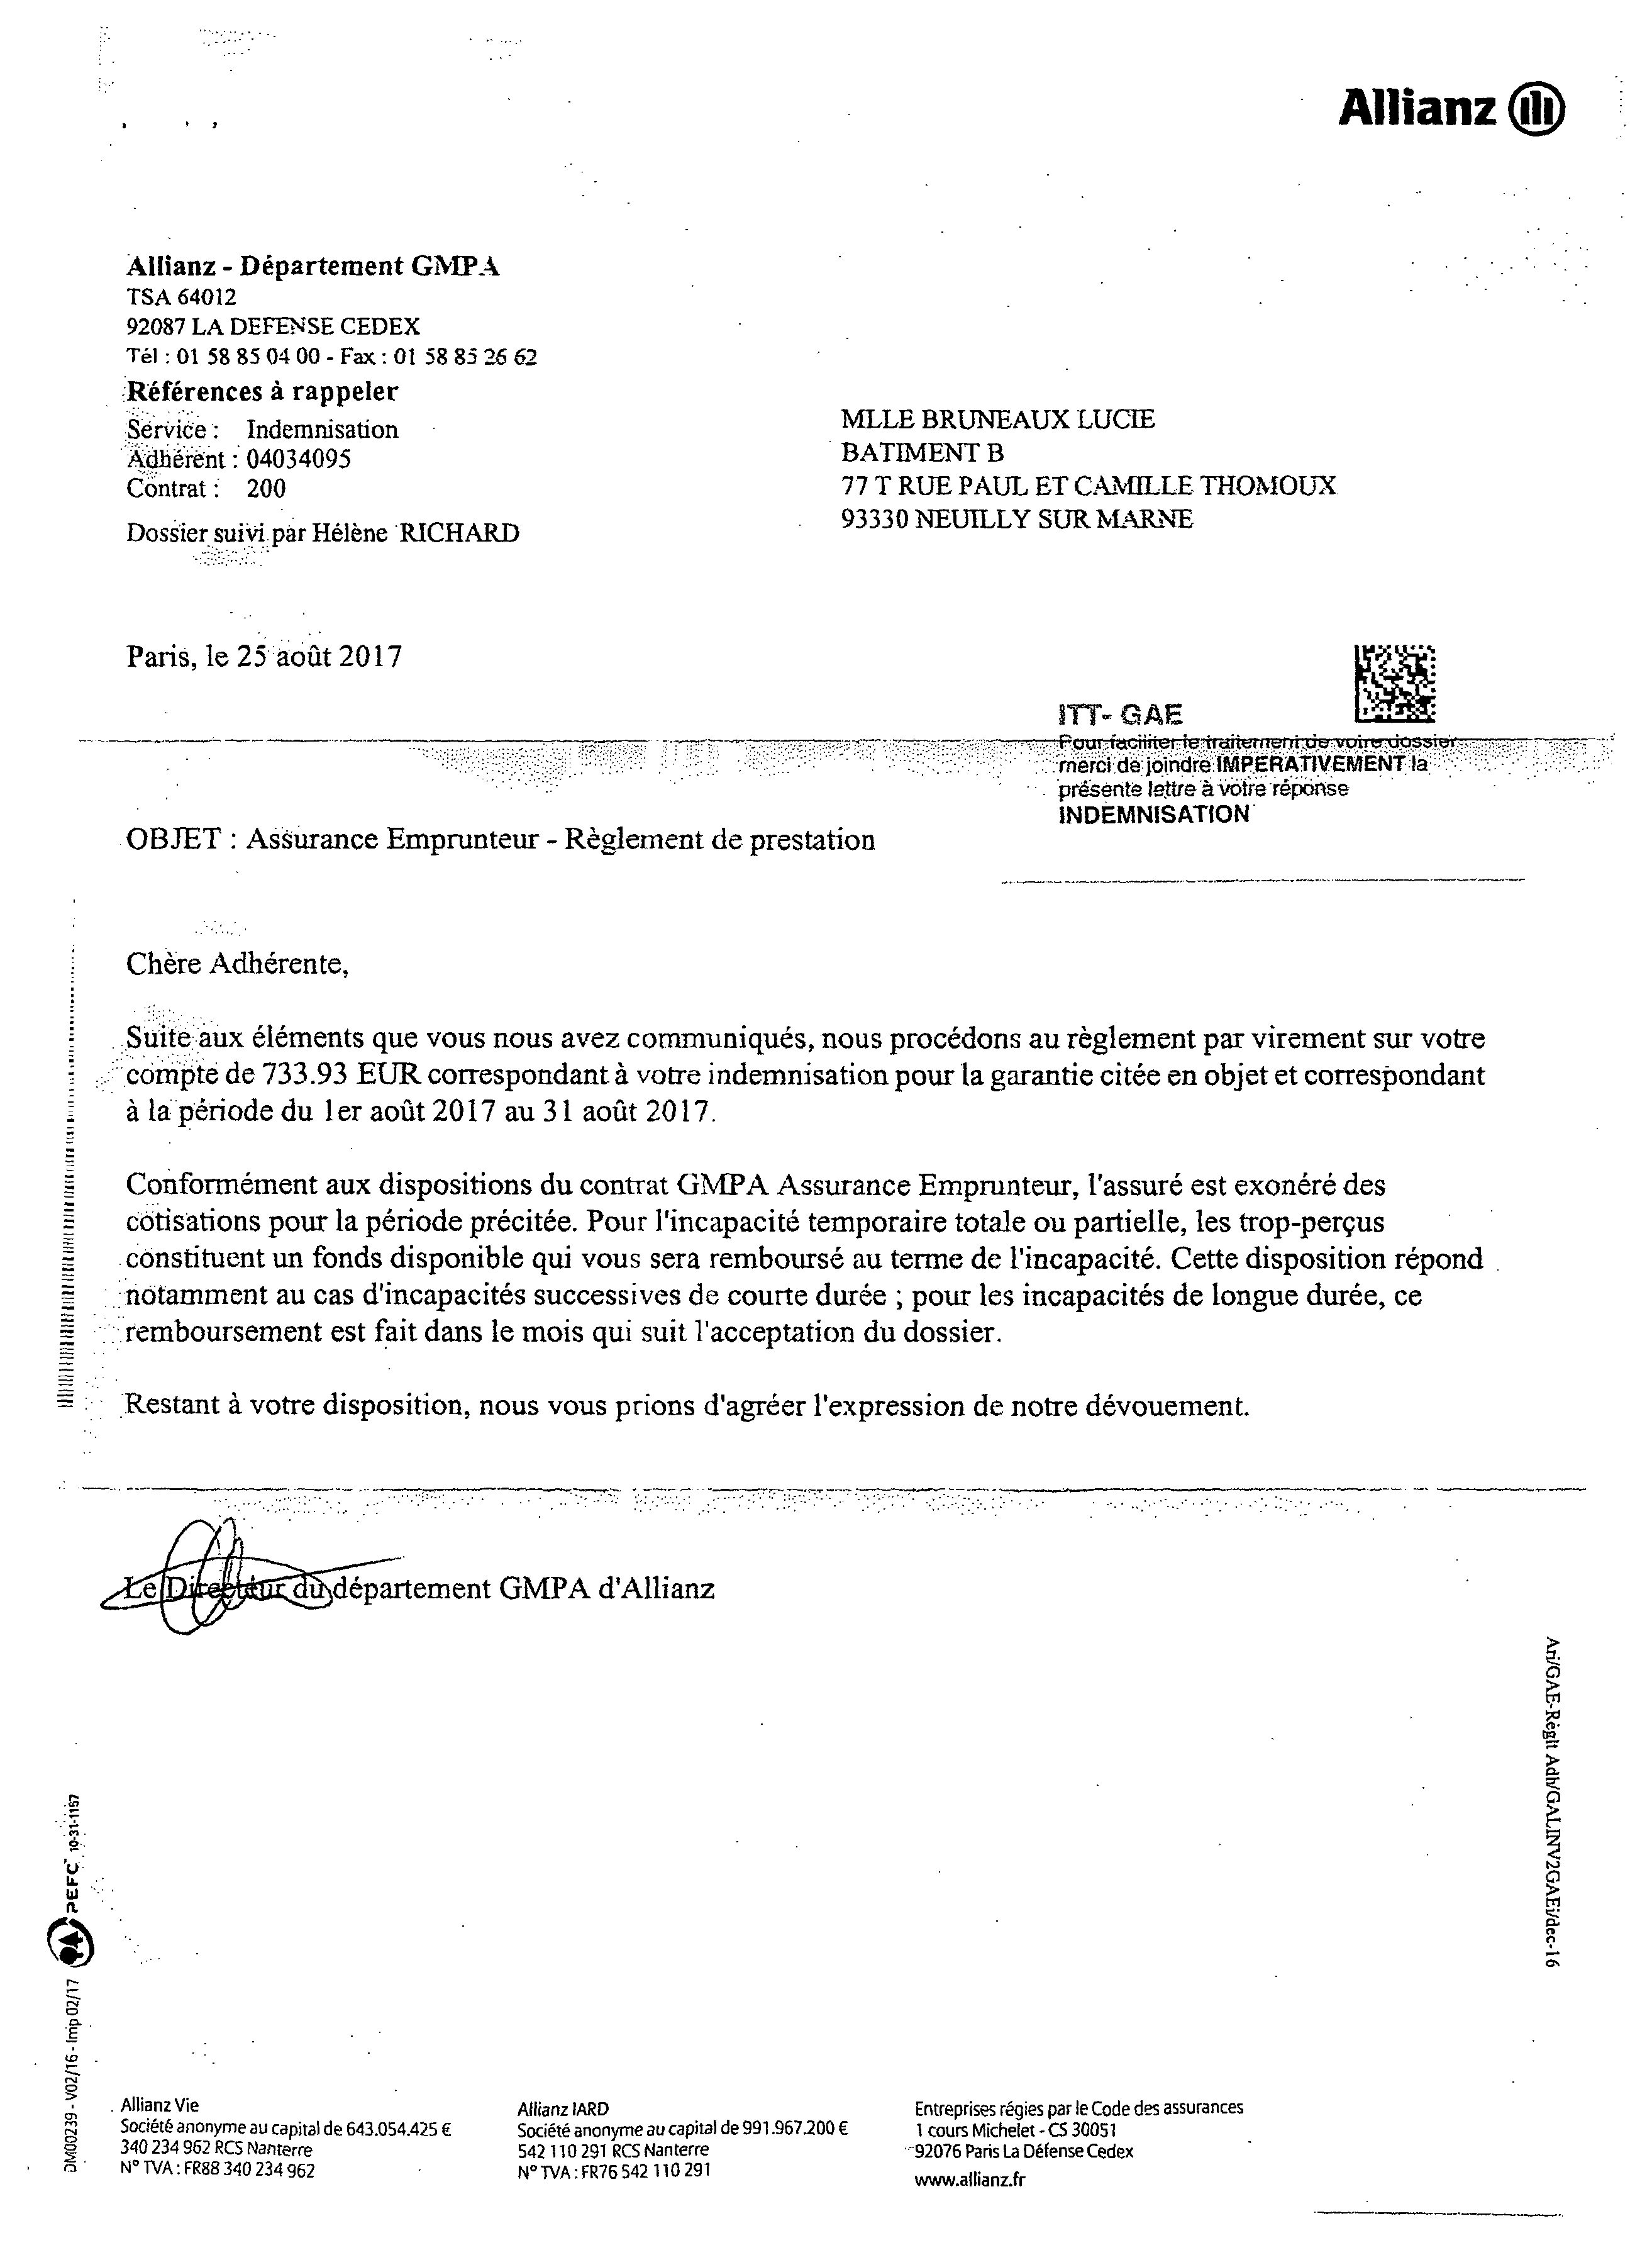 Allianz
Allianz - Département GMPA
TSA 64012
92087 LA DEFENSE CEDEX
Tél : 01 58 85 04 00 - Fax : 01 58 85 26 62
Références à rappeler
Service : Indemnisation
Adhérent : 04034095
Contrat : 200
Dossier suivi par Hélène RICHARD
MLLE BRUNEAUX LUCIE
BATIMENT B
77 T RUE PAUL ET CAMILLE THOMOUX
93330 NEUILLY SUR MARNE
Paris, le 25 août 2017
ITT- GAE
Pour faciliter le traitement de votre dossier
merci de joindre IMPERATIVEMENT la
présente lettre à votre réponse
INDEMNISATION
OBJET : Assurance Emprunteur - Règlement de prestation
Chère Adhérente,
Suite aux éléments que vous nous avez communiqués, nous procédons au règlement par virement sur votre
compte de 733.93 EUR correspondant à votre indemnisation pour la garantie citée en objet et correspondant
à la période du 1er août 2017 au 31 août 2017.
Conformément aux dispositions du contrat GMPA Assurance Emprunteur, l'assuré est exonéré des
cotisations pour la période précitée. Pour l'incapacité temporaire totale ou partielle, les trop-perçus
constituent un fonds disponible qui vous sera remboursé au terme de l'incapacité. Cette disposition répond
notamment au cas d'incapacités successives de courte durée ; pour les incapacités de longue durée, ce
remboursement est fait dans le mois qui suit l'acceptation du dossier.
Restant à votre disposition, nous vous prions d'agréer l'expression de notre dévouement.
Le Directeur du département GMPA d'Allianz
Ari/GAE-Règlt Adh/GALINV2GAEi/dec-16
DM00239 - V02/16 - Imp 02/17
PEFC 10-31-1157
Allianz Vie
Société anonyme au capital de 643.054.425 €
340 234 962 RCS Nanterre
N° TVA : FR88 340 234 962
Allianz IARD
Société anonyme au capital de 991.967.200 €
542 110 291 RCS Nanterre
N° TVA : FR76 542 110 291
Entreprises régies par le Code des assurances
1 cours Michelet - CS 30051
92076 Paris La Défense Cedex
www.allianz.fr